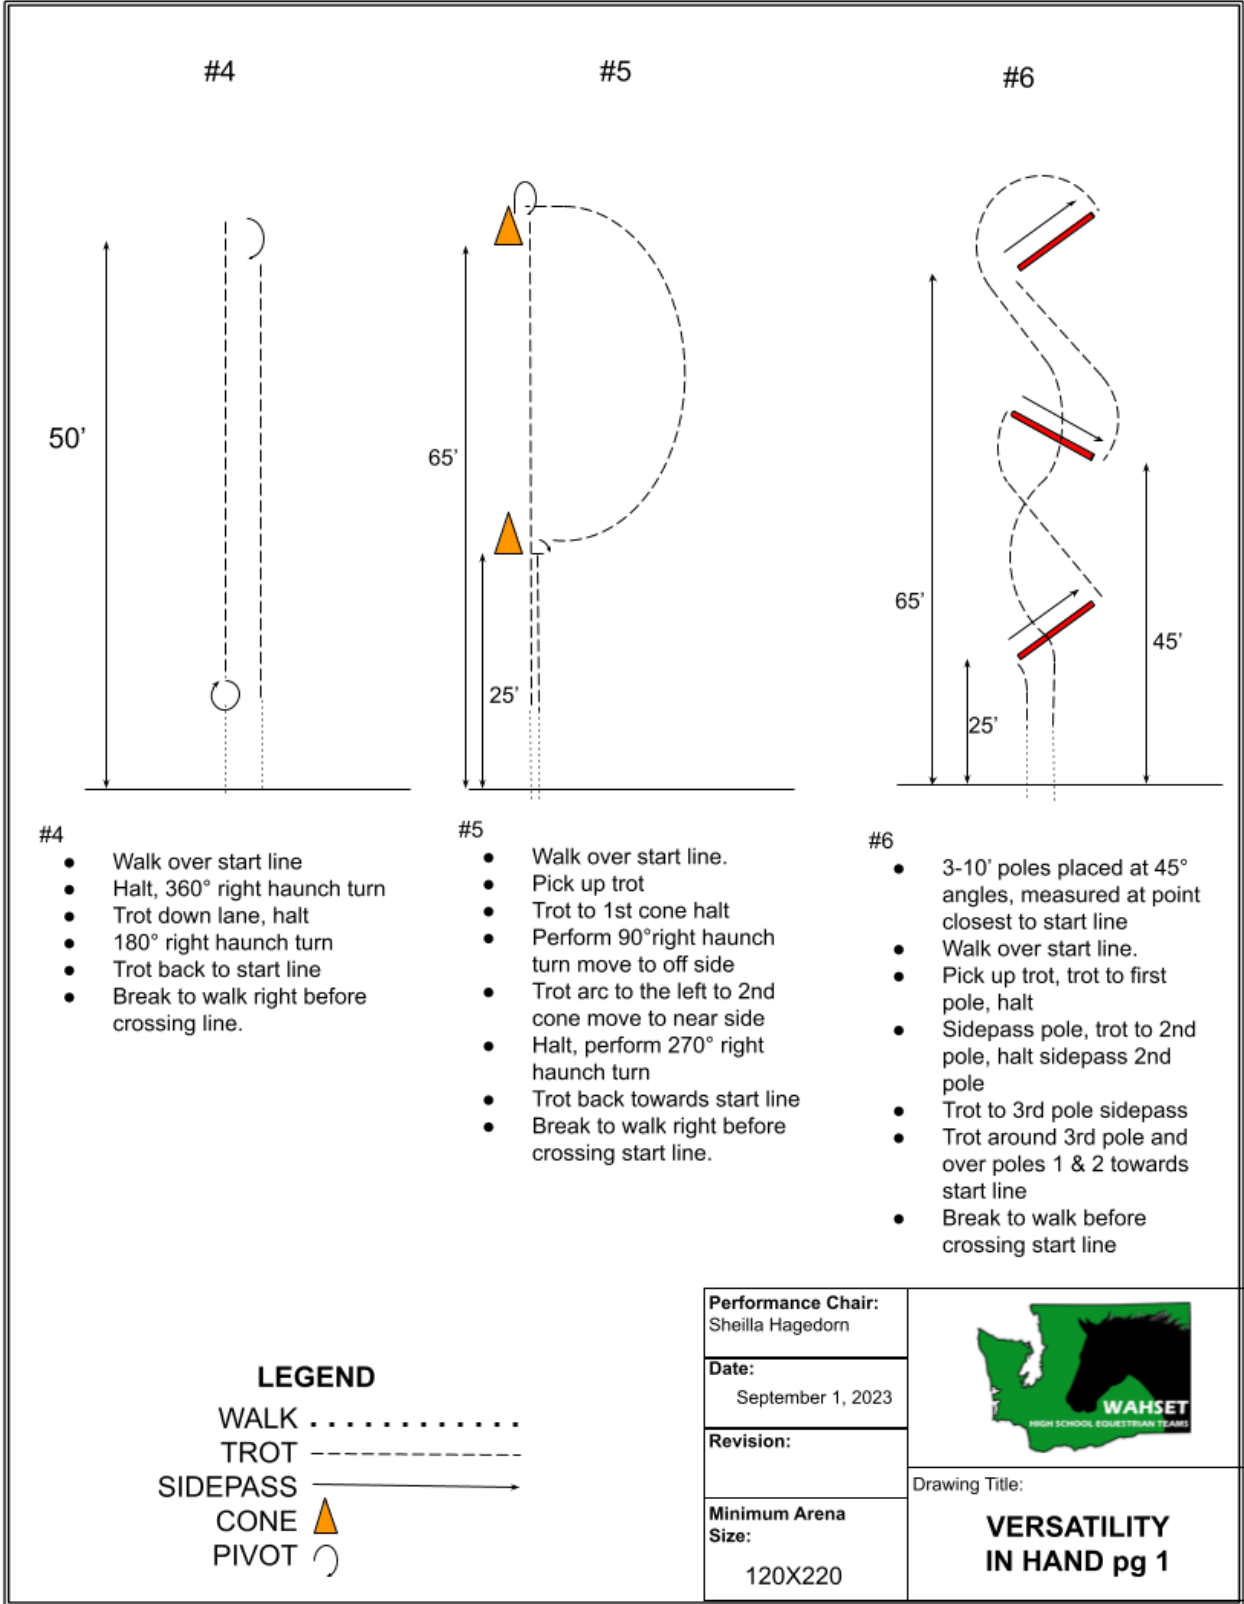 #4
#5
#6
50'
65'
25'
65'
45'
25'
#4
● Walk over start line
● Halt, 360° right haunch turn
● Trot down lane, halt
● 180° right haunch turn
● Trot back to start line
● Break to walk right before
crossing line.
#5
● Walk over start line.
● Pick up trot
● Trot to 1st cone halt
● Perform 90°right haunch
turn move to off side
● Trot arc to the left to 2nd
cone move to near side
● Halt, perform 270° right
haunch turn
● Trot back towards start line
● Break to walk right before
crossing start line.
#6
● 3-10' poles placed at 45°
angles, measured at point
closest to start line
● Walk over start line.
● Pick up trot, trot to first
pole, halt
● Sidepass pole, trot to 2nd
pole, halt sidepass 2nd
pole
● Trot to 3rd pole sidepass
● Trot around 3rd pole and
over poles 1 & 2 towards
start line
● Break to walk before
crossing start line
LEGEND
WALK
TROT
SIDEPASS
CONE
PIVOT
Performance Chair:
Sheilla Hagedorn
Date:
September 1, 2023
Revision:
Minimum Arena
Size:
120X220
WAHSET
HIGH SCHOOL EQUESTRIAN TEAMS
Drawing Title:
VERSATILITY
IN HAND pg 1